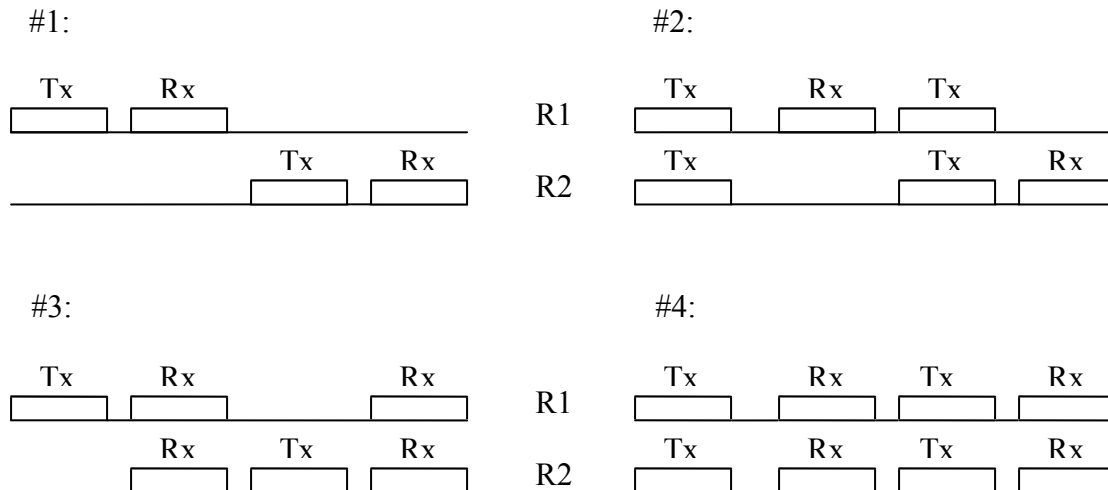 #1: #2:
Tx Rx Tx Rx Tx
R1
Tx Rx Tx Tx Rx
R2
#3: #4:
Tx Rx Rx Tx Rx Tx Rx
R1
Rx Tx Rx Tx Rx Tx Rx
R2